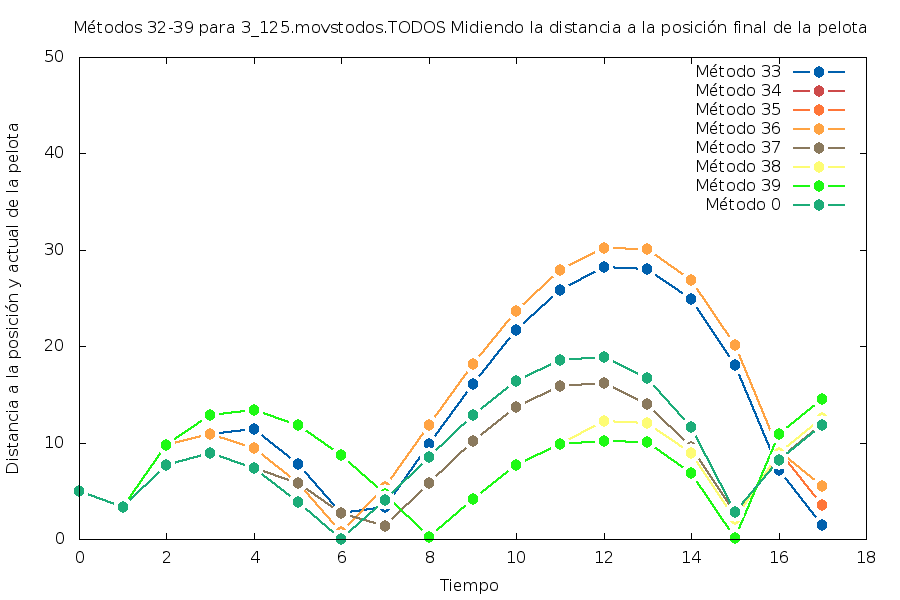 Métodos 32-39 para 3_125.movstodos.TODOS Midiendo la distancia a la posición final de la pelota
Distancia a la posición y actual de la pelota
50
40
30
20
10
0
Método 33
Método 34
Método 35
Método 36
Método 37
Método 38
Método 39
Método 0
0 2 4 6 8 10 12 14 16 18
Tiempo